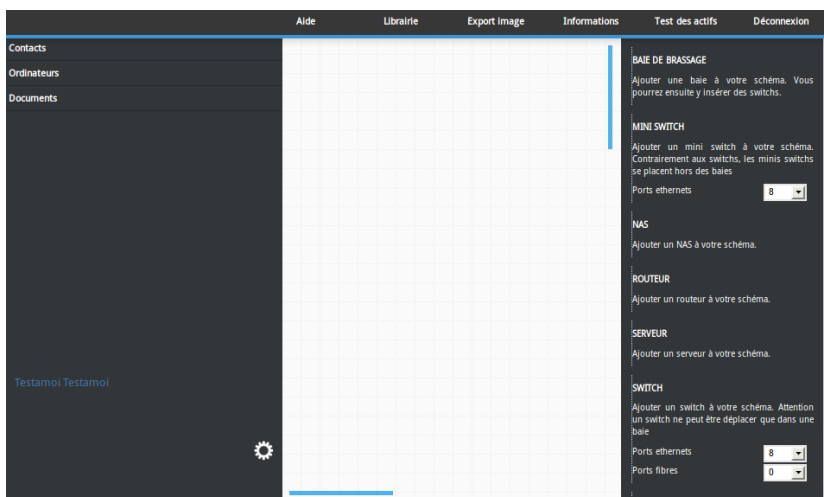 Aide Librairie Export image Informations Test des actifs Déconnexion
Contacts
Ordinateurs
Documents
Testamoi Testamoi
BAIE DE BRASSAGE
Ajouter une baie à votre schéma. Vous
pourrez ensuite y insérer des switchs.
MINI SWITCH
Ajouter un mini switch à votre schéma.
Contrairement aux switchs, les minis switchs
se placent hors des baies
Ports ethernets 8
NAS
Ajouter un NAS à votre schéma.
ROUTEUR
Ajouter un routeur à votre schéma.
SERVEUR
Ajouter un serveur à votre schéma.
SWITCH
Ajouter un switch à votre schéma. Attention
un switch ne peut être déplacer que dans une
baie
Ports ethernets 8
Ports fibres 0